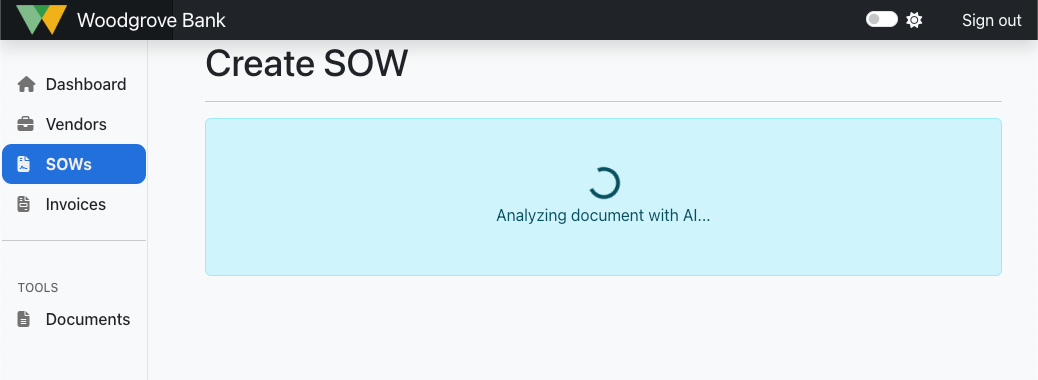 Woodgrove Bank
Sign out
Dashboard
Vendors
SOWs
Invoices
TOOLS
Documents
Create SOW
Analyzing document with AI...